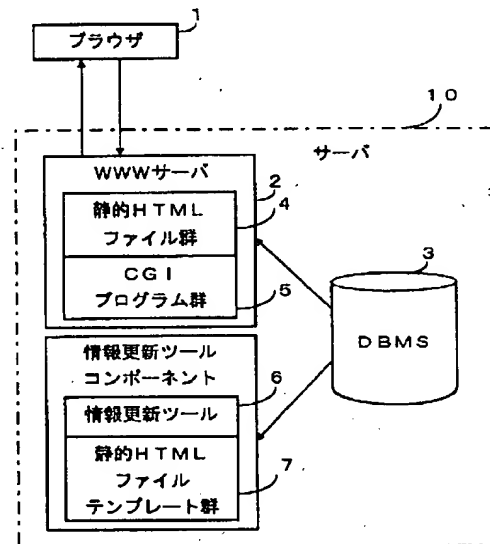 1
ブラウザ
10
サーバ
WWWサーバ
2
静的HTML
ファイル群
4
CGI
プログラム群
5
3
DBMS
情報更新ツール
コンポーネント
6
情報更新ツール
静的HTML
ファイル
テンプレート群
7